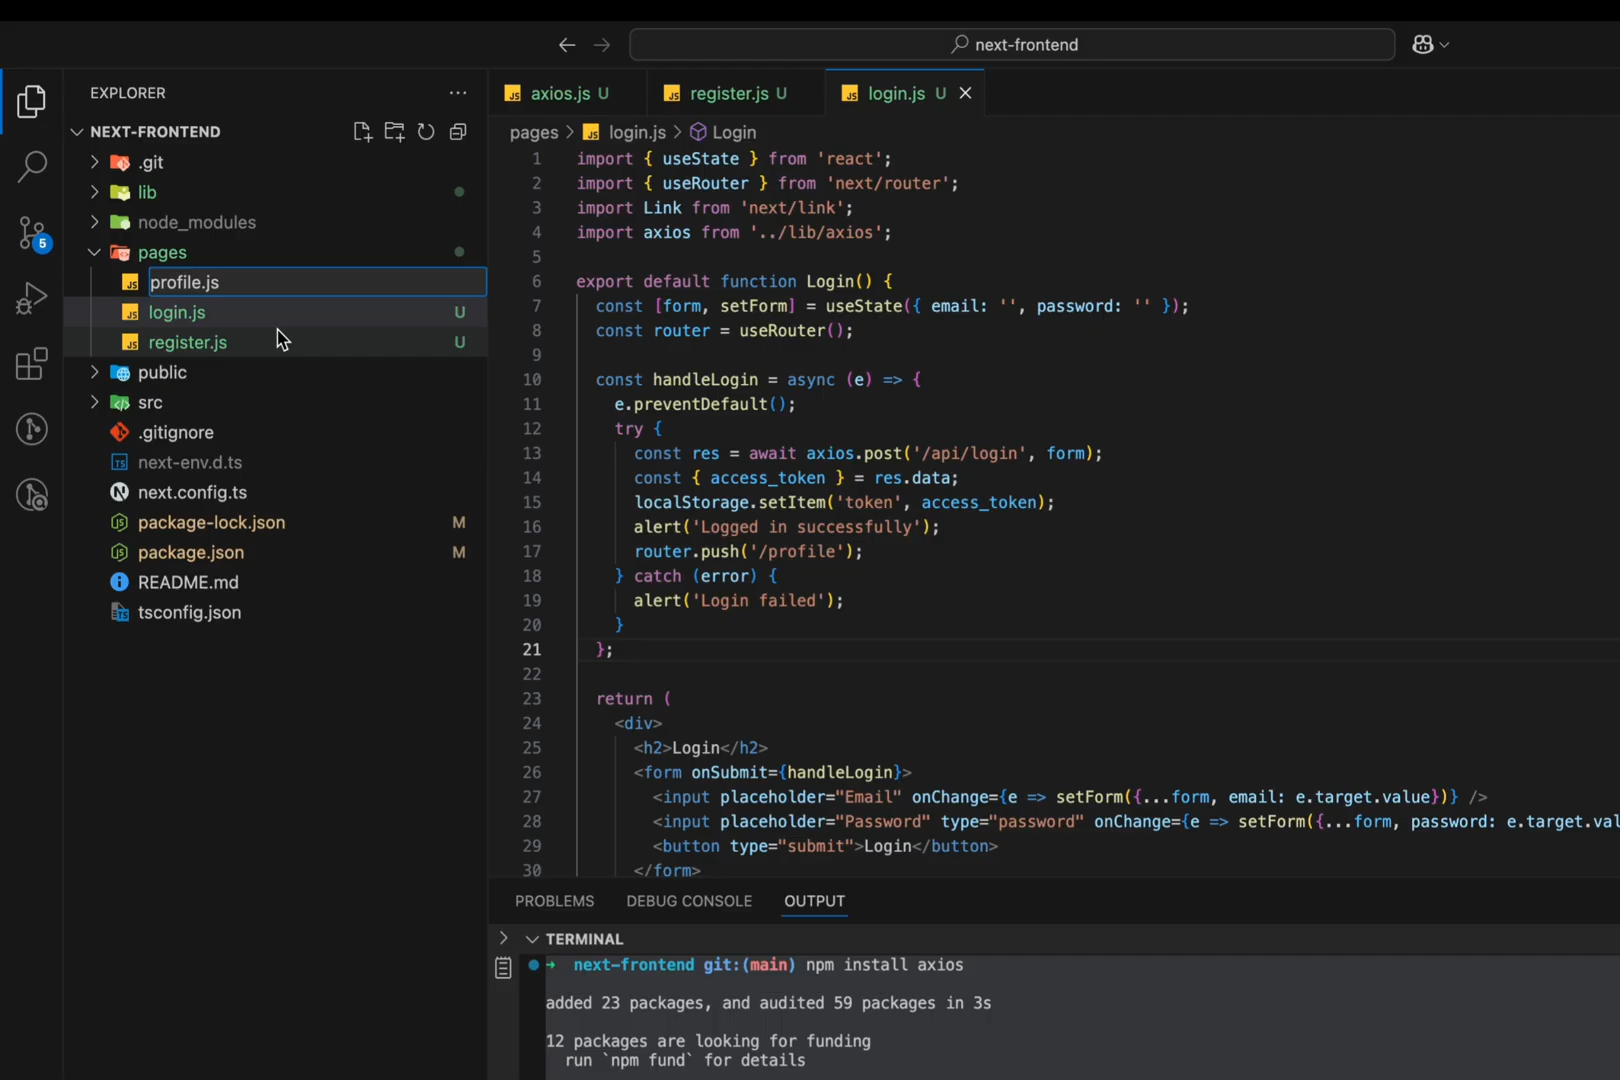 next-frontend
EXPLORER
NEXT-FRONTEND
.git
lib
node_modules
pages
profile.js
login.js U
register.js U
public
src
.gitignore
next-env.d.ts
next.config.ts
package-lock.json M
package.json M
README.md
tsconfig.json
5
axios.js U
register.js U
login.js U
pages > login.js > Login
1 import { useState } from 'react';
2 import { useRouter } from 'next/router';
3 import Link from 'next/link';
4 import axios from '../lib/axios';
5
6 export default function Login() {
7 const [form, setForm] = useState({ email: '', password: '' });
8 const router = useRouter();
9
10 const handleLogin = async (e) => {
11 e.preventDefault();
12 try {
13 const res = await axios.post('/api/login', form);
14 const { access_token } = res.data;
15 localStorage.setItem('token', access_token);
16 alert('Logged in successfully');
17 router.push('/profile');
18 } catch (error) {
19 alert('Login failed');
20 }
21 };
22
23 return (
24 <div>
25 <h2>Login</h2>
26 <form onSubmit={handleLogin}>
27 <input placeholder="Email" onChange={e => setForm({...form, email: e.target.value})} />
28 <input placeholder="Password" type="password" onChange={e => setForm({...form, password: e.target.val
29 <button type="submit">Login</button>
30 </form>
PROBLEMS DEBUG CONSOLE OUTPUT
TERMINAL
→ next-frontend git:(main) npm install axios
added 23 packages, and audited 59 packages in 3s
12 packages are looking for funding
run `npm fund` for details